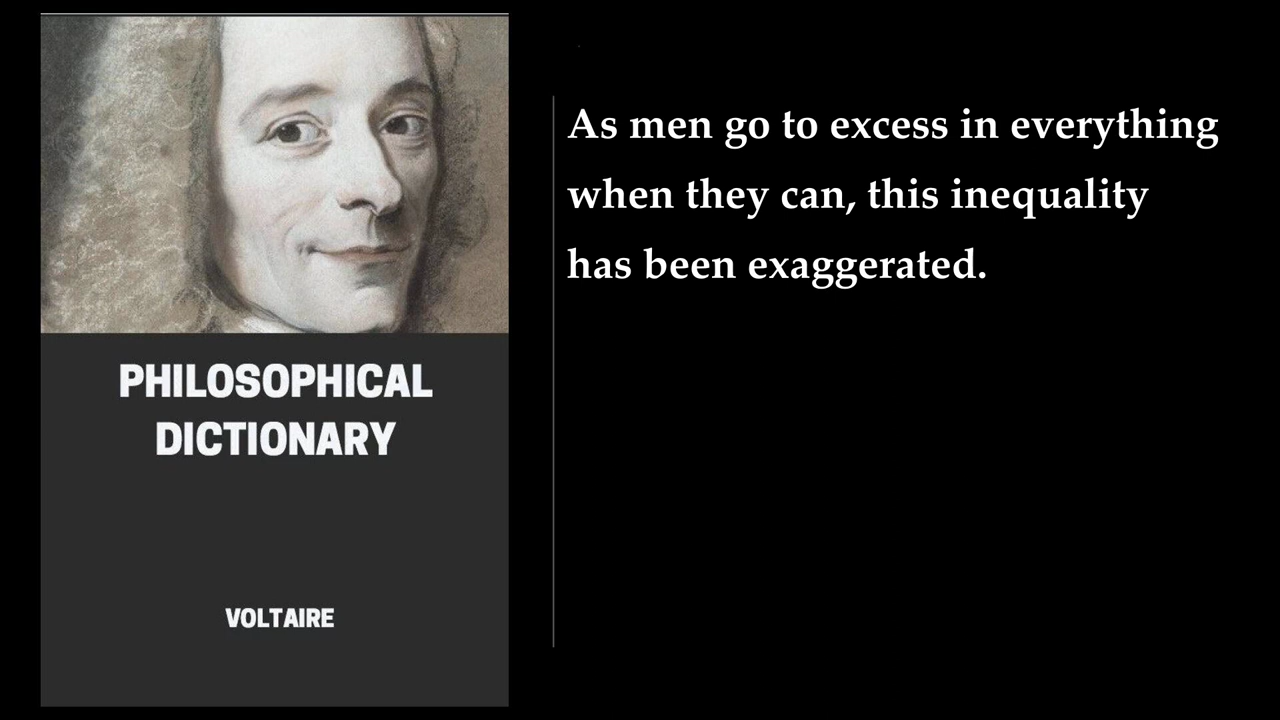 PHILOSOPHICAL
DICTIONARY
VOLTAIRE
As men go to excess in everything
when they can, this inequality
has been exaggerated.